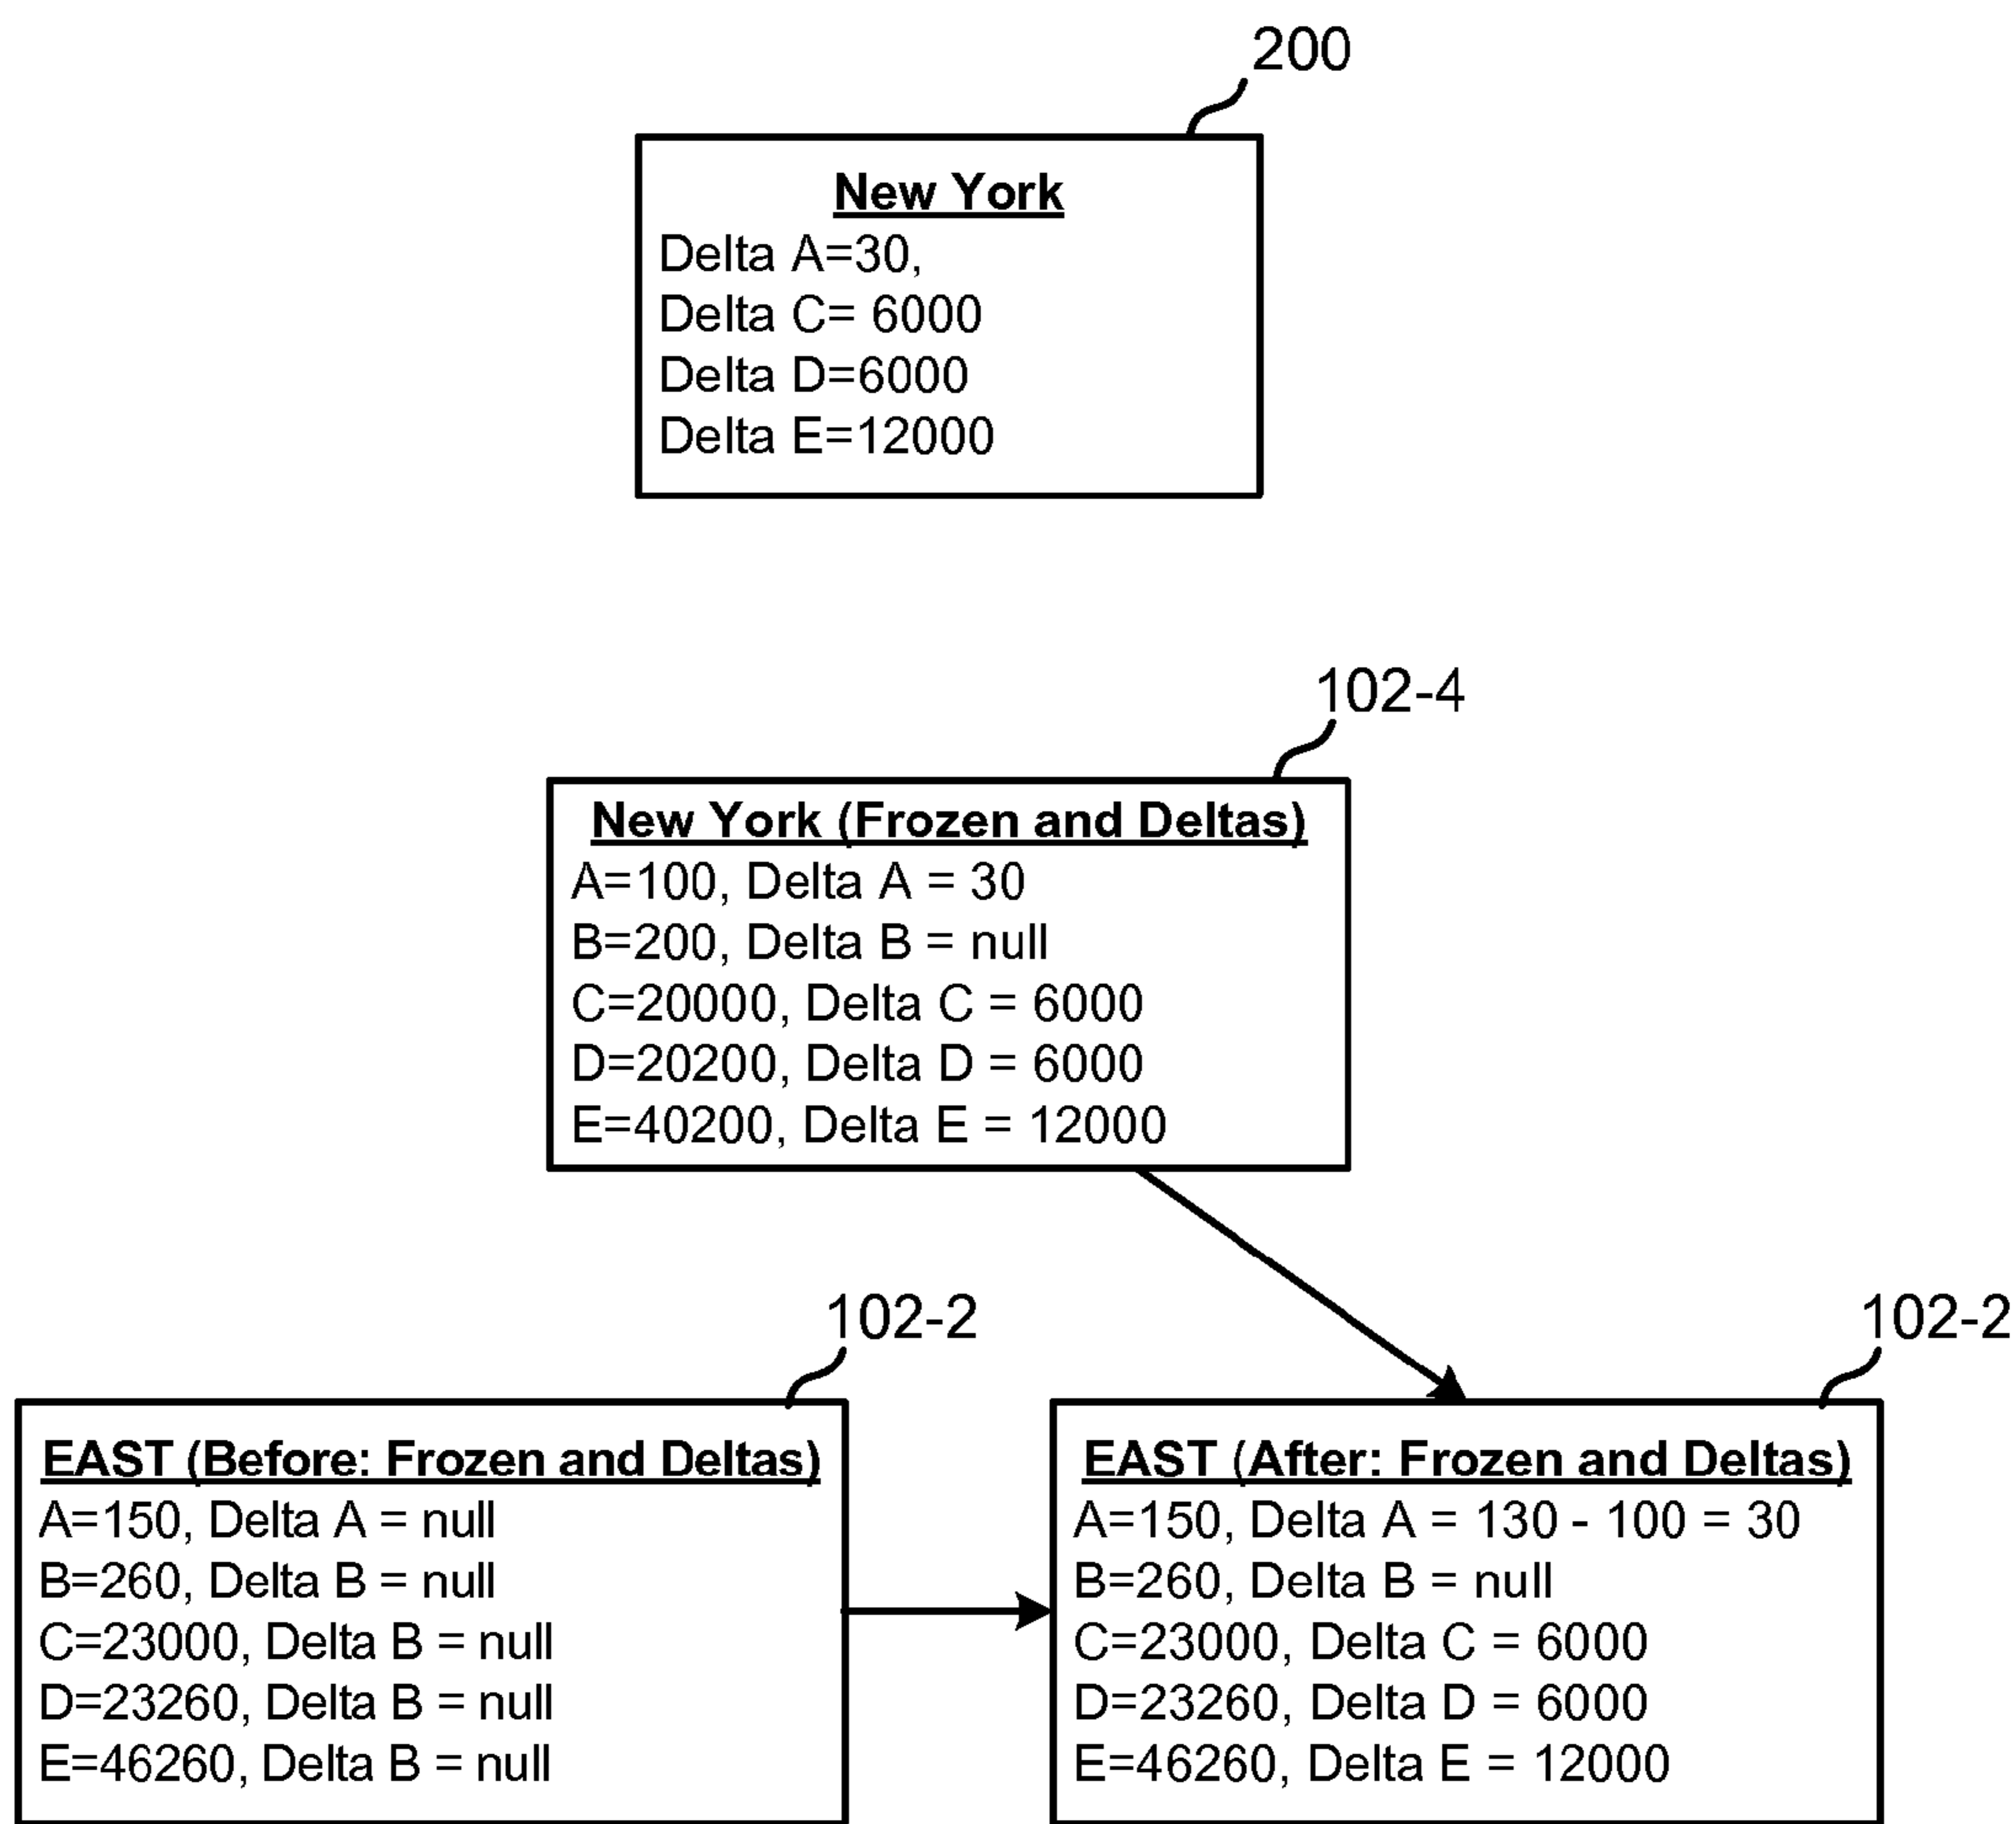 200
New York
Delta A=30,
Delta C= 6000
Delta D=6000
Delta E=12000
102-4
New York (Frozen and Deltas)
A=100, Delta A = 30
B=200, Delta B = null
C=20000, Delta C = 6000
D=20200, Delta D = 6000
E=40200, Delta E = 12000
102-2
EAST (Before: Frozen and Deltas)
A=150, Delta A = null
B=260, Delta B = null
C=23000, Delta B = null
D=23260, Delta B = null
E=46260, Delta B = null
102-2
EAST (After: Frozen and Deltas)
A=150, Delta A = 130 - 100 = 30
B=260, Delta B = null
C=23000, Delta C = 6000
D=23260, Delta D = 6000
E=46260, Delta E = 12000